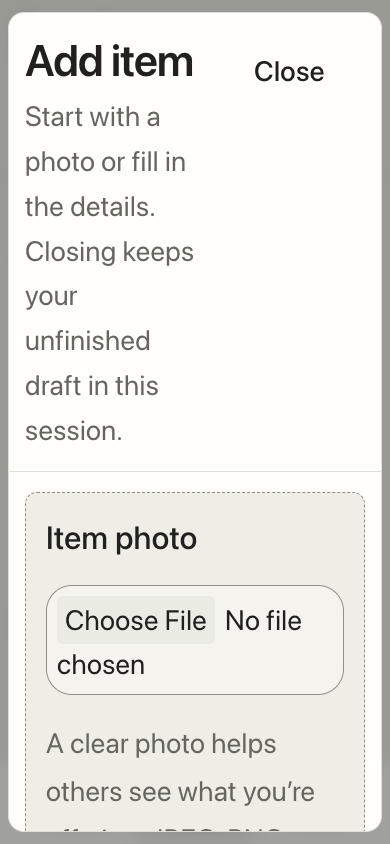 Add item
Close
Start with a
photo or fill in
the details.
Closing keeps
your
unfinished
draft in this
session.
Item photo
Choose File No file
chosen
A clear photo helps
others see what you’re